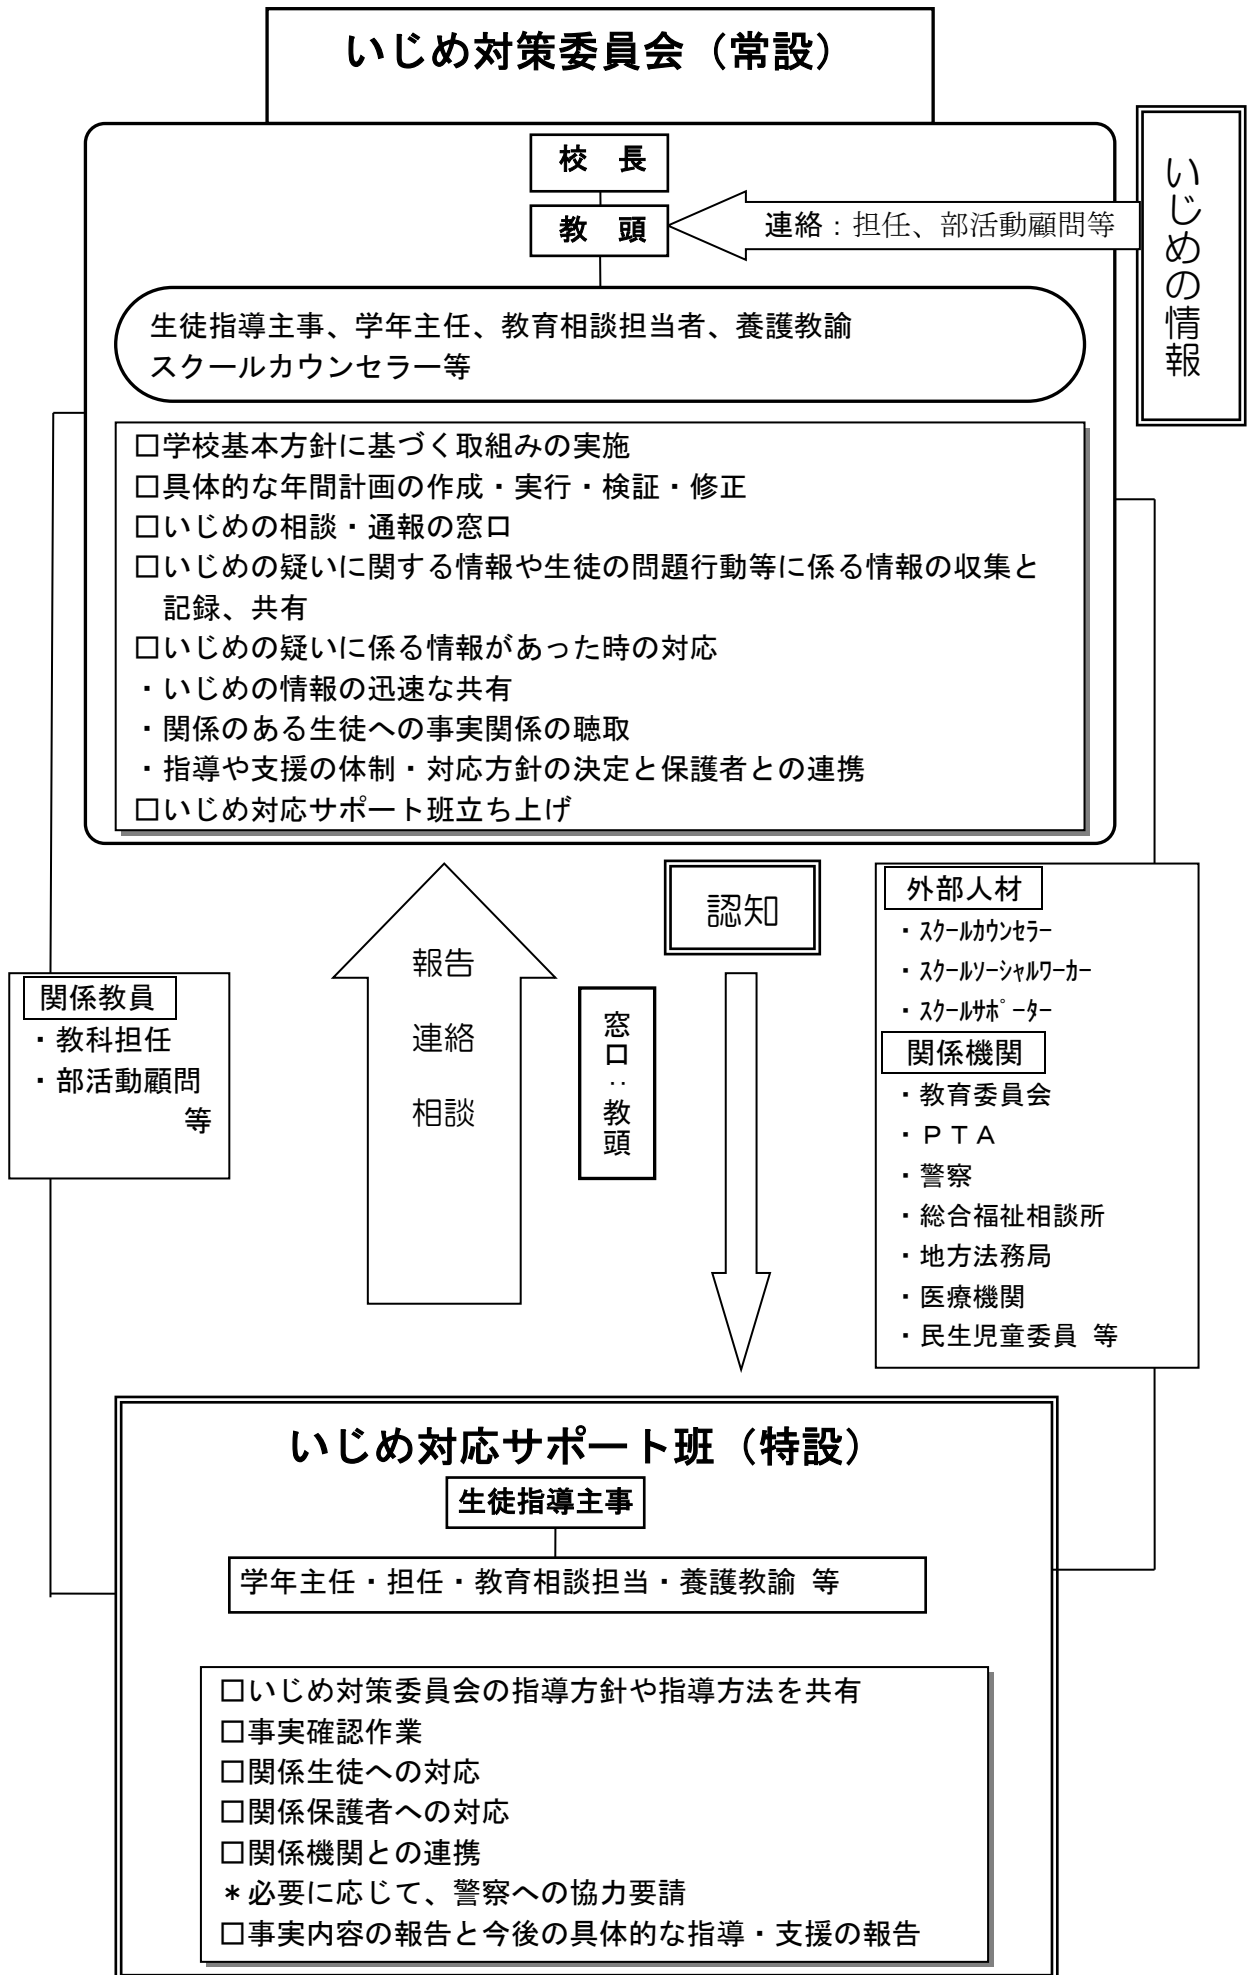 いじめ対策委員会（常設）
校　長
教　頭
連絡：担任、部活動顧問等
いじめの情報
生徒指導主事、学年主任、教育相談担当者、養護教諭
スクールカウンセラー等
□学校基本方針に基づく取組みの実施
□具体的な年間計画の作成・実行・検証・修正
□いじめの相談・通報の窓口
□いじめの疑いに関する情報や生徒の問題行動等に係る情報の収集と
記録、共有
□いじめの疑いに係る情報があった時の対応
・いじめの情報の迅速な共有
・関係のある生徒への事実関係の聴取
・指導や支援の体制・対応方針の決定と保護者との連携
□いじめ対応サポート班立ち上げ
関係教員
・教科担任
・部活動顧問
等
報告
連絡
相談
認知
窓口：教頭
外部人材
・ｽｸｰﾙｶｳﾝｾﾗｰ
・ｽｸｰﾙｿｰｼｬﾙﾜｰｶｰ
・ｽｸｰﾙｻﾎﾟｰﾀｰ
関係機関
・教育委員会
・ＰＴＡ
・警察
・総合福祉相談所
・地方法務局
・医療機関
・民生児童委員 等
いじめ対応サポート班（特設）
生徒指導主事
学年主任・担任・教育相談担当・養護教諭 等
□いじめ対策委員会の指導方針や指導方法を共有
□事実確認作業
□関係生徒への対応
□関係保護者への対応
□関係機関との連携
＊必要に応じて、警察への協力要請
□事実内容の報告と今後の具体的な指導・支援の報告